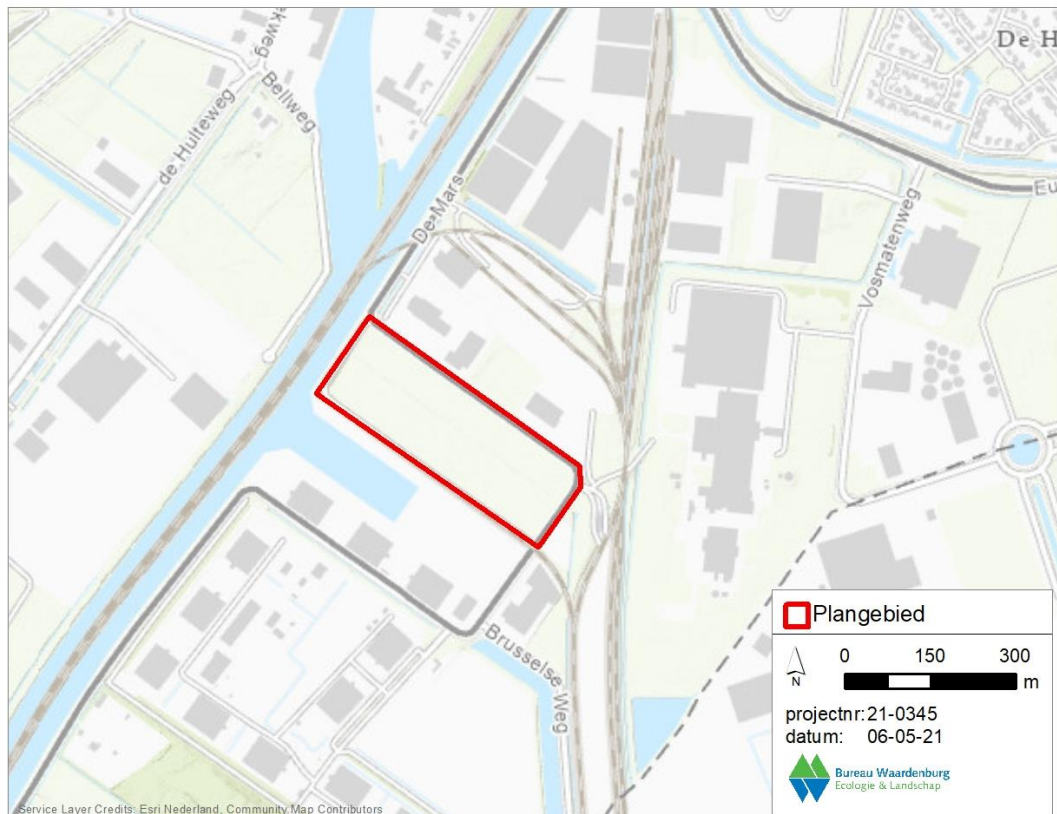 De H
ekweg
Bellweg
de Hulteweg
De Mars
Eu
Vosmatenweg
Brusselse Weg
Plangebied
0 150 300
m
N
projectnr: 21-0345
datum: 06-05-21
Bureau Waardenburg
Ecologie & Landschap
Service Layer Credits: Esri Nederland, Community Map Contributors